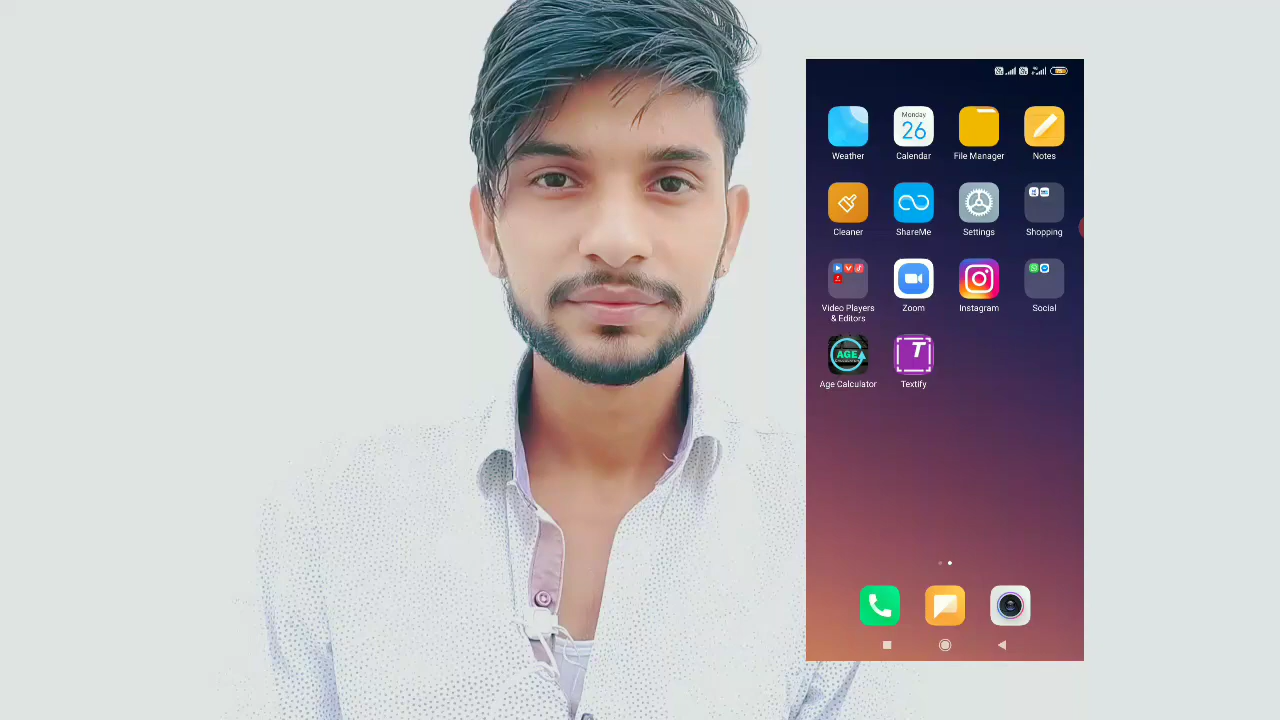 Monday
26
Weather
Calendar
File Manager
Notes
Cleaner
ShareMe
Settings
Shopping
Video Players
& Editors
Zoom
Instagram
Social
AGE
T
Age Calculator
Textify